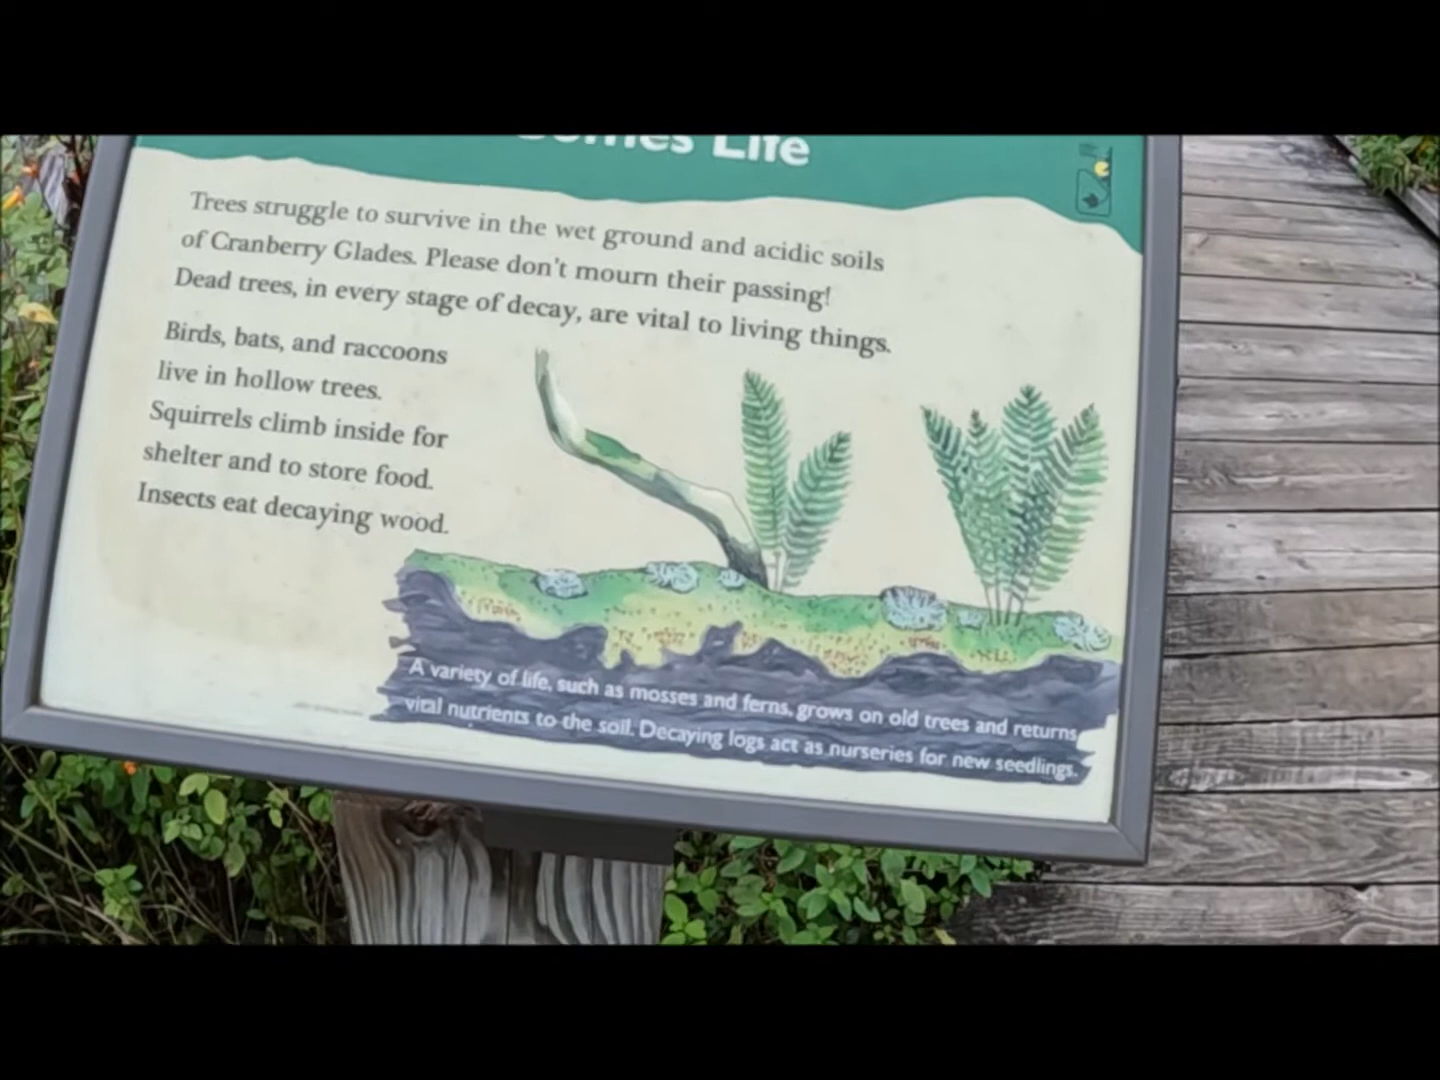 Comes Life
Trees struggle to survive in the wet ground and acidic soils
of Cranberry Glades. Please don't mourn their passing!
Dead trees, in every stage of decay, are vital to living things.
Birds, bats, and raccoons
live in hollow trees.
Squirrels climb inside for
shelter and to store food.
Insects eat decaying wood.
A variety of life, such as mosses and ferns, grows on old trees and returns
vital nutrients to the soil. Decaying logs act as nurseries for new seedlings.